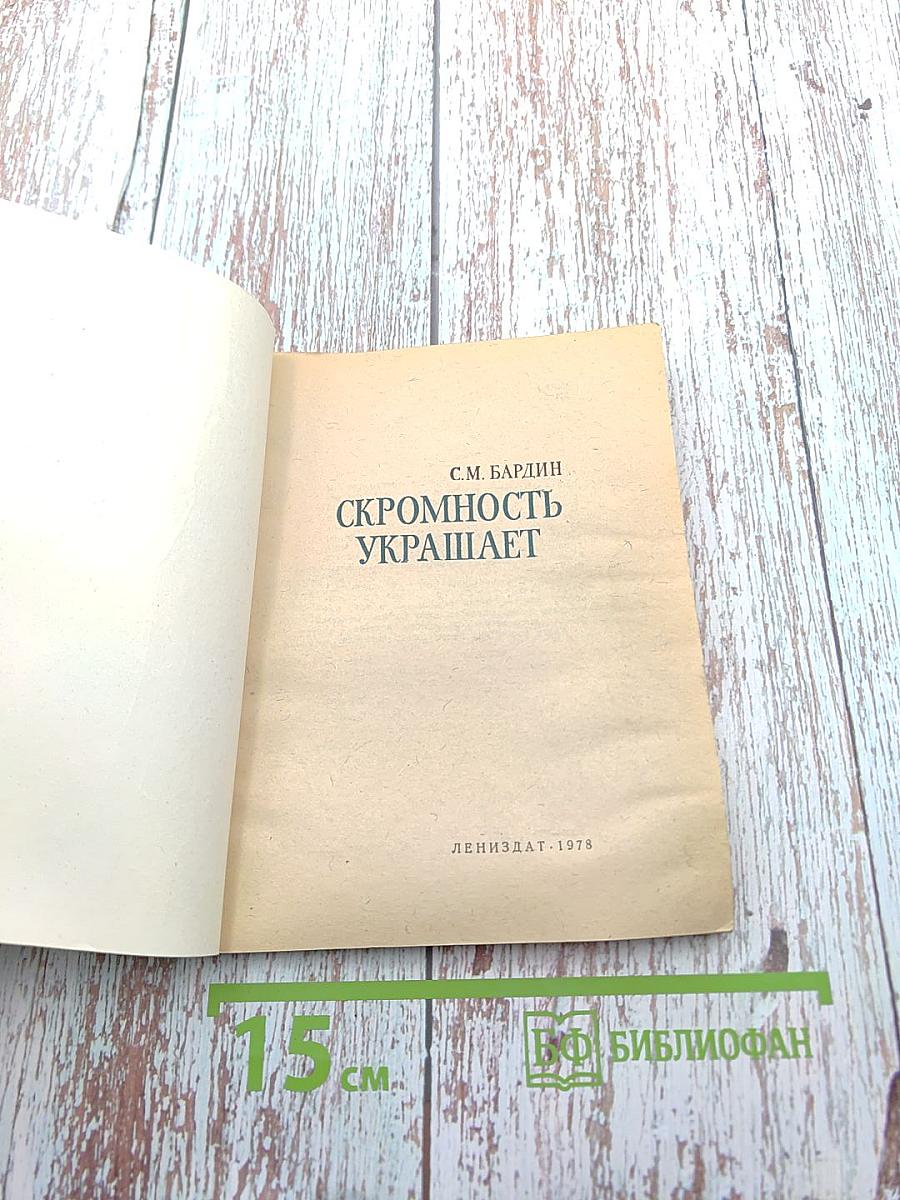 С.М. БАРДИН
СКРОМНОСТЬ
УКРАШАЕТ
ЛЕНИЗДАТ · 1978
15 см
БФ БИБЛИОФАН